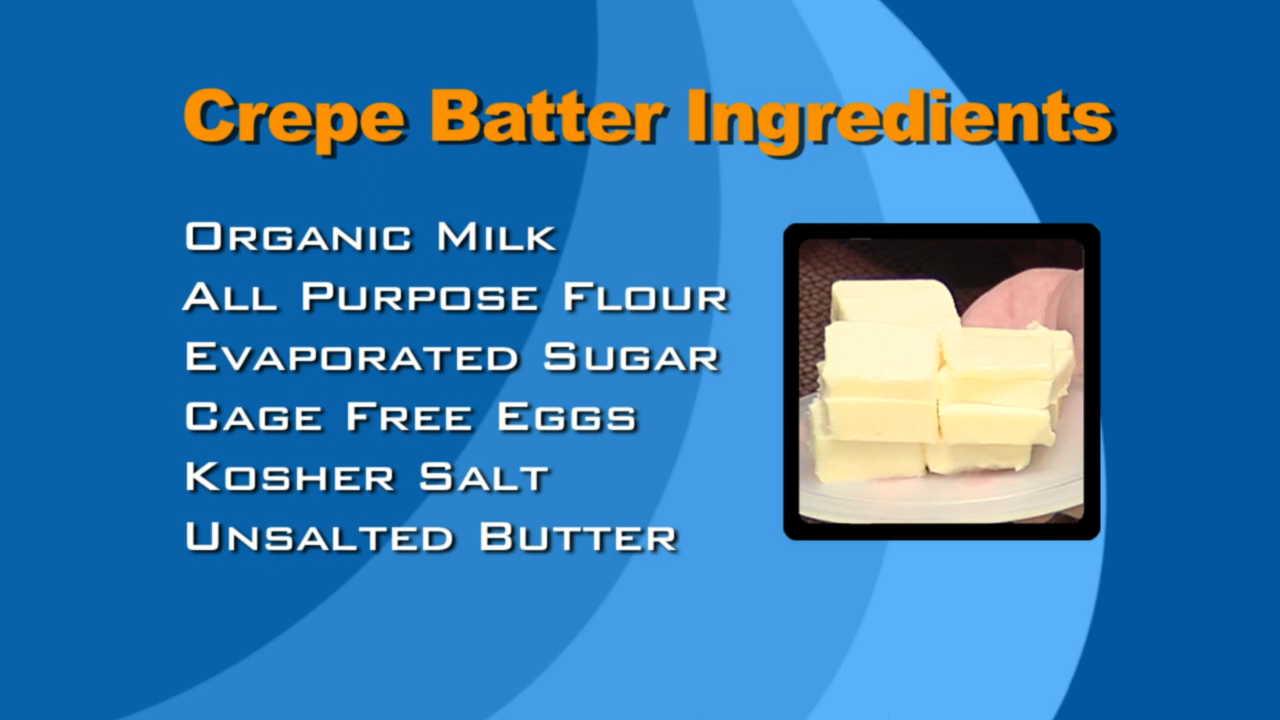 Crepe Batter Ingredients
Organic Milk
All Purpose Flour
Evaporated Sugar
Cage Free Eggs
Kosher Salt
Unsalted Butter